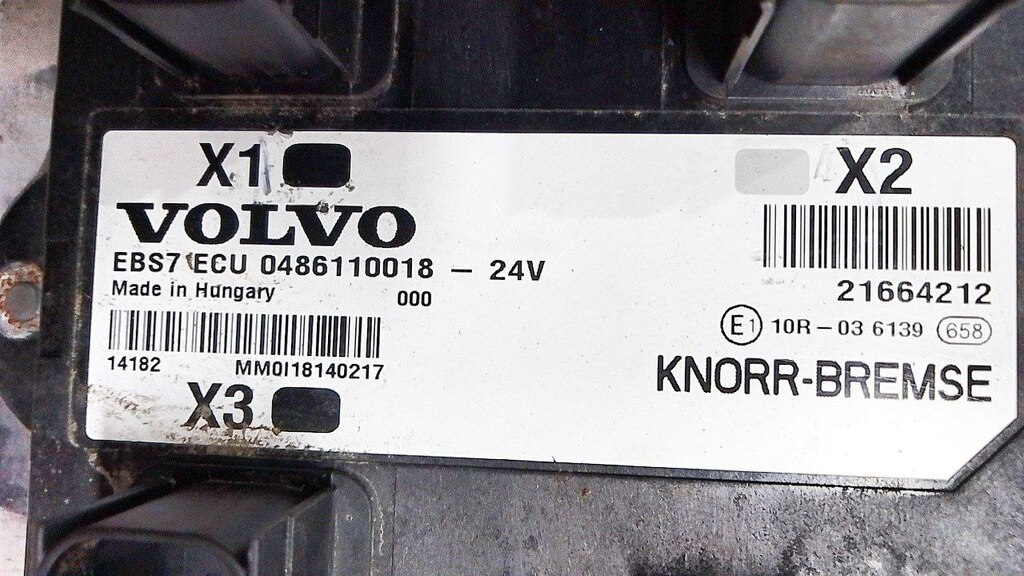 X1
X2
VOLVO
EBS7 ECU 0486110018 – 24V
Made in Hungary
000
21664212
E1 10R – 03 6139 658
14182 MM0I18140217
KNORR-BREMSE
X3